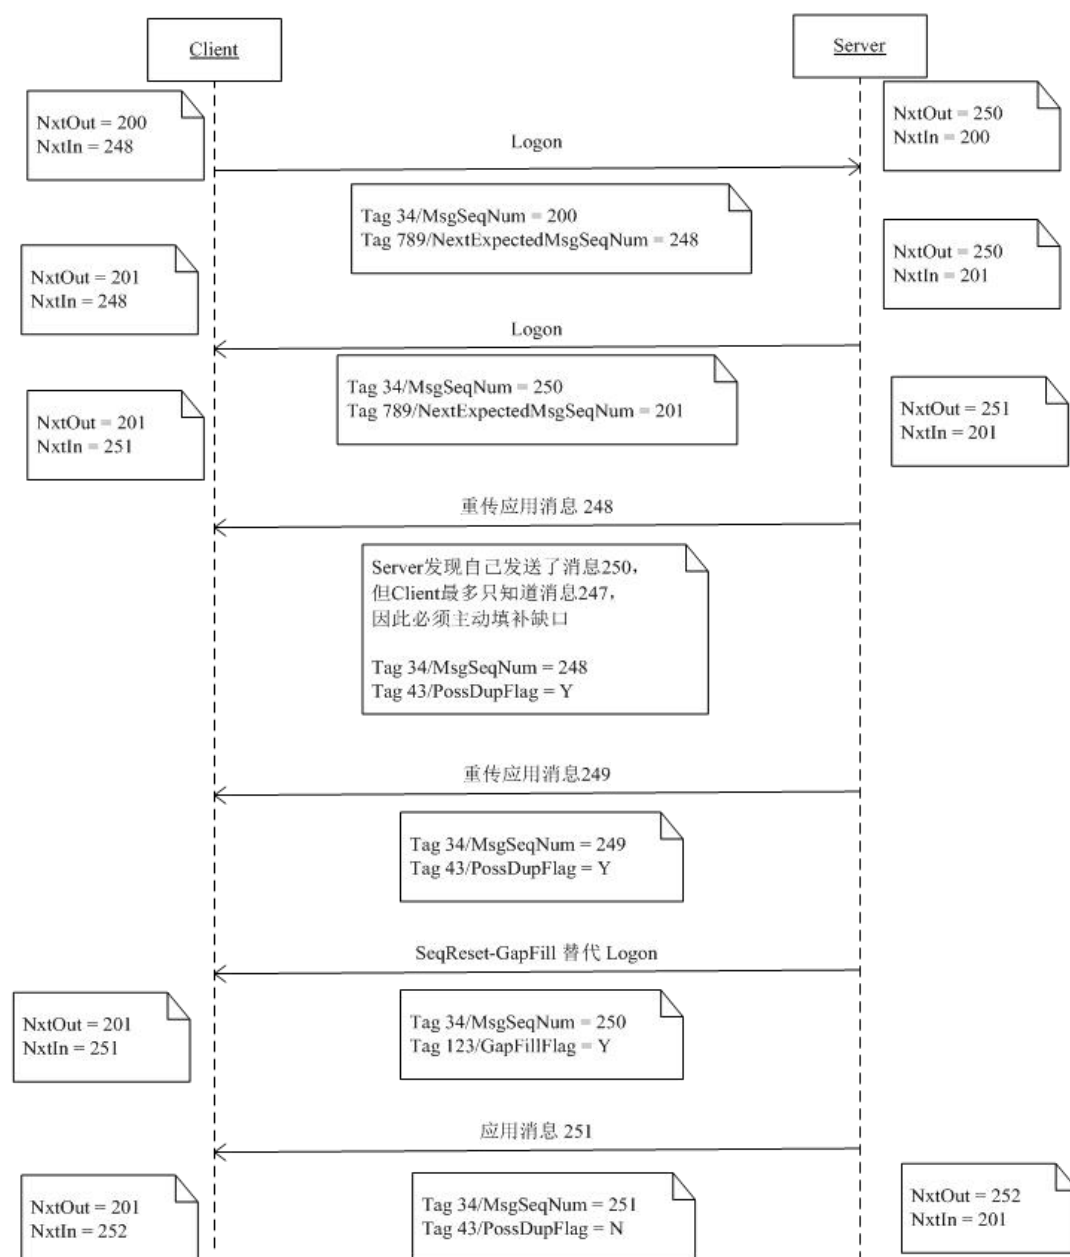 Client
Server
NxtOut = 200
NxtIn = 248
NxtOut = 250
NxtIn = 200
Logon
Tag 34/MsgSeqNum = 200
Tag 789/NextExpectedMsgSeqNum = 248
NxtOut = 201
NxtIn = 248
NxtOut = 250
NxtIn = 201
Logon
Tag 34/MsgSeqNum = 250
Tag 789/NextExpectedMsgSeqNum = 201
NxtOut = 201
NxtIn = 251
NxtOut = 251
NxtIn = 201
重传应用消息 248
Server发现自己发送了消息250，
但Client最多只知道消息247，
因此必须主动填补缺口
Tag 34/MsgSeqNum = 248
Tag 43/PossDupFlag = Y
重传应用消息249
Tag 34/MsgSeqNum = 249
Tag 43/PossDupFlag = Y
SeqReset-GapFill 替代 Logon
NxtOut = 201
NxtIn = 251
Tag 34/MsgSeqNum = 250
Tag 123/GapFillFlag = Y
应用消息 251
NxtOut = 201
NxtIn = 252
Tag 34/MsgSeqNum = 251
Tag 43/PossDupFlag = N
NxtOut = 252
NxtIn = 201